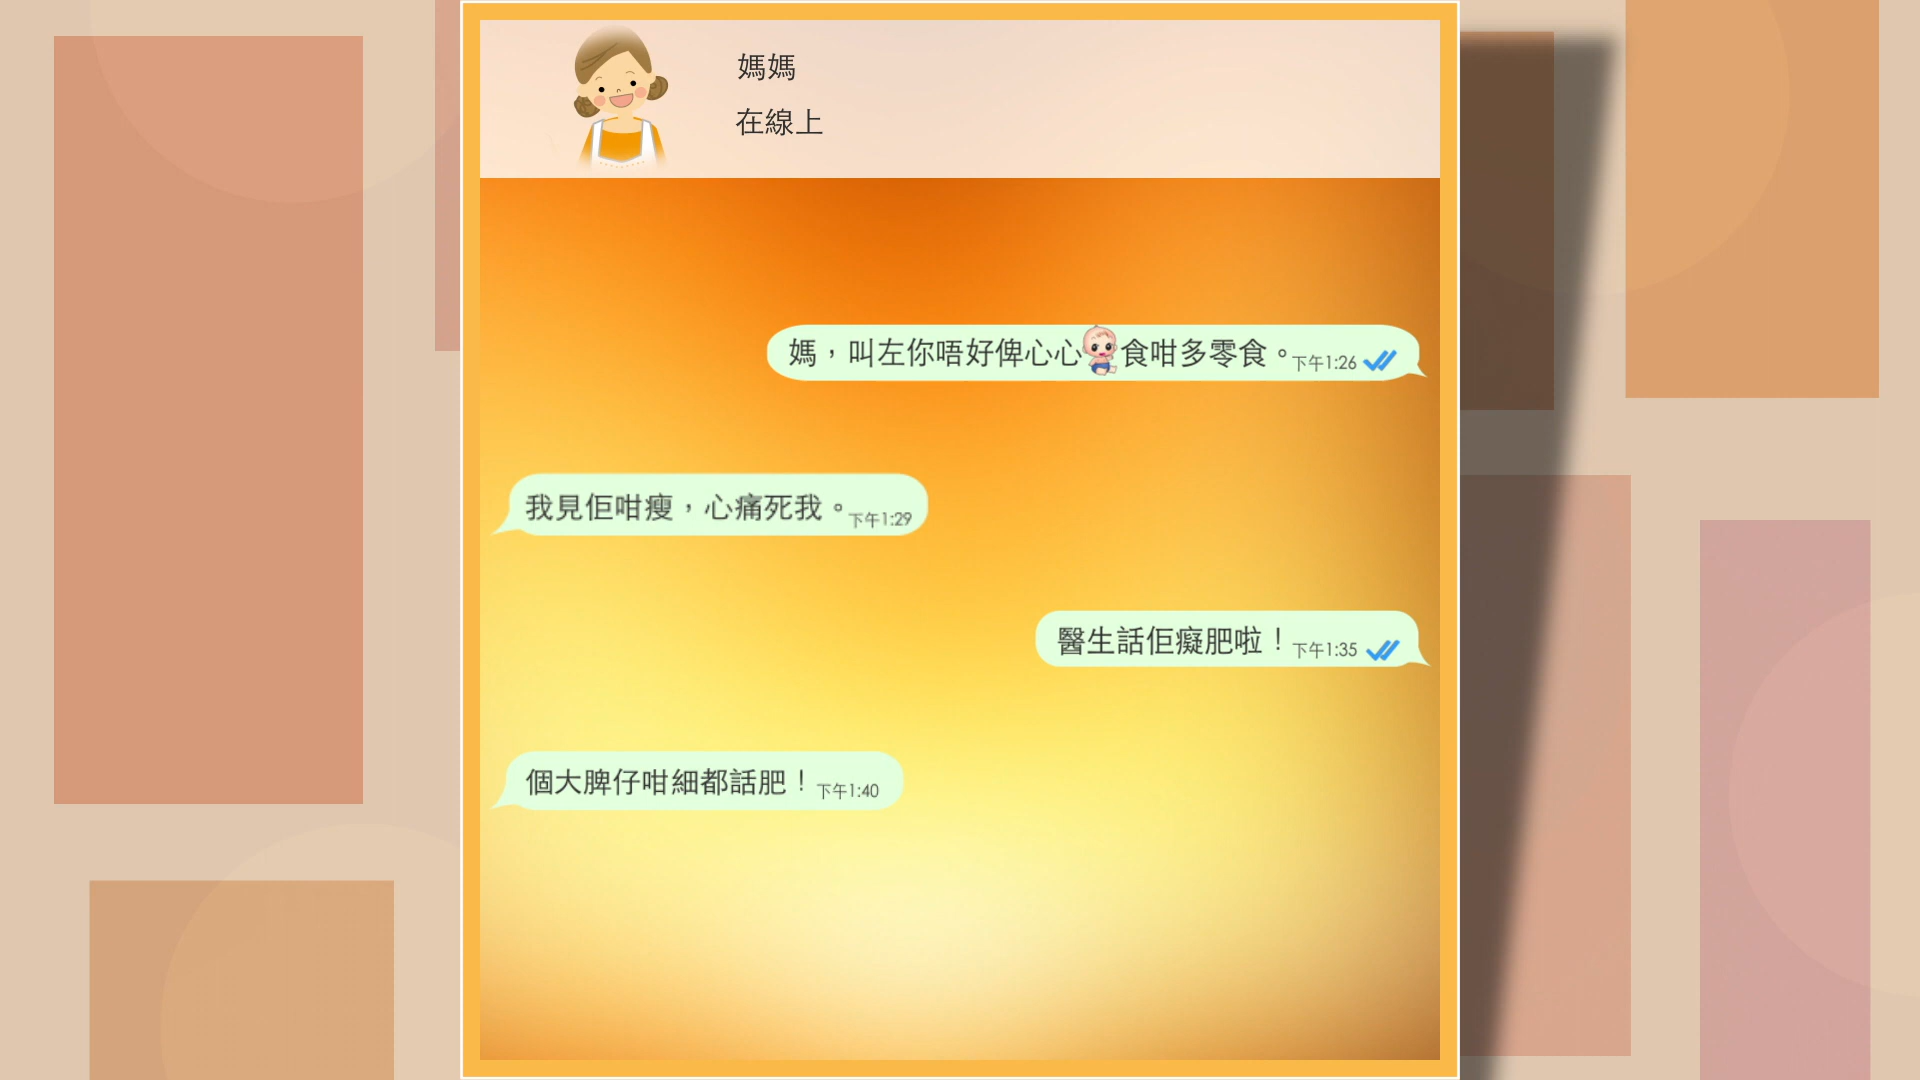 媽媽
在線上
媽，叫左你唔好俾心心食咁多零食。下午1:26
我見佢咁瘦，心痛死我。下午1:29
醫生話佢癡肥啦！下午1:35
個大脾仔咁細都話肥！下午1:40